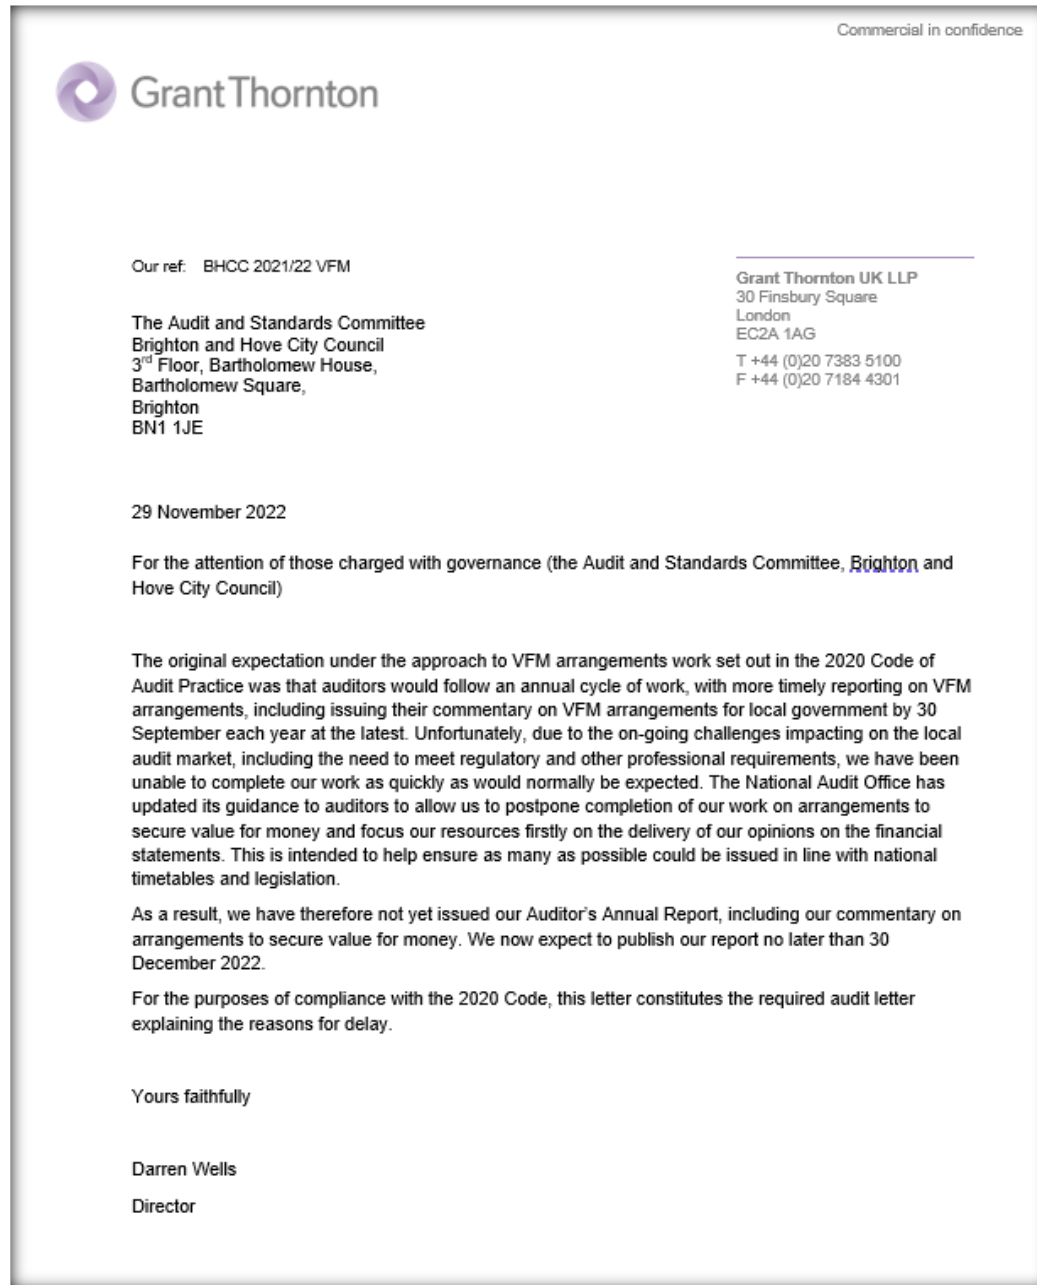 Commercial in confidence
Grant Thornton
Our ref: BHCC 2021/22 VFM
Grant Thornton UK LLP
30 Finsbury Square
London
EC2A 1AG
T +44 (0)20 7383 5100
F +44 (0)20 7184 4301
The Audit and Standards Committee
Brighton and Hove City Council
3rd Floor, Bartholomew House,
Bartholomew Square,
Brighton
BN1 1JE
29 November 2022
For the attention of those charged with governance (the Audit and Standards Committee, Brighton and
Hove City Council)
The original expectation under the approach to VFM arrangements work set out in the 2020 Code of
Audit Practice was that auditors would follow an annual cycle of work, with more timely reporting on VFM
arrangements, including issuing their commentary on VFM arrangements for local government by 30
September each year at the latest. Unfortunately, due to the on-going challenges impacting on the local
audit market, including the need to meet regulatory and other professional requirements, we have been
unable to complete our work as quickly as would normally be expected. The National Audit Office has
updated its guidance to auditors to allow us to postpone completion of our work on arrangements to
secure value for money and focus our resources firstly on the delivery of our opinions on the financial
statements. This is intended to help ensure as many as possible could be issued in line with national
timetables and legislation.
As a result, we have therefore not yet issued our Auditor's Annual Report, including our commentary on
arrangements to secure value for money. We now expect to publish our report no later than 30
December 2022.
For the purposes of compliance with the 2020 Code, this letter constitutes the required audit letter
explaining the reasons for delay.
Yours faithfully
Darren Wells
Director